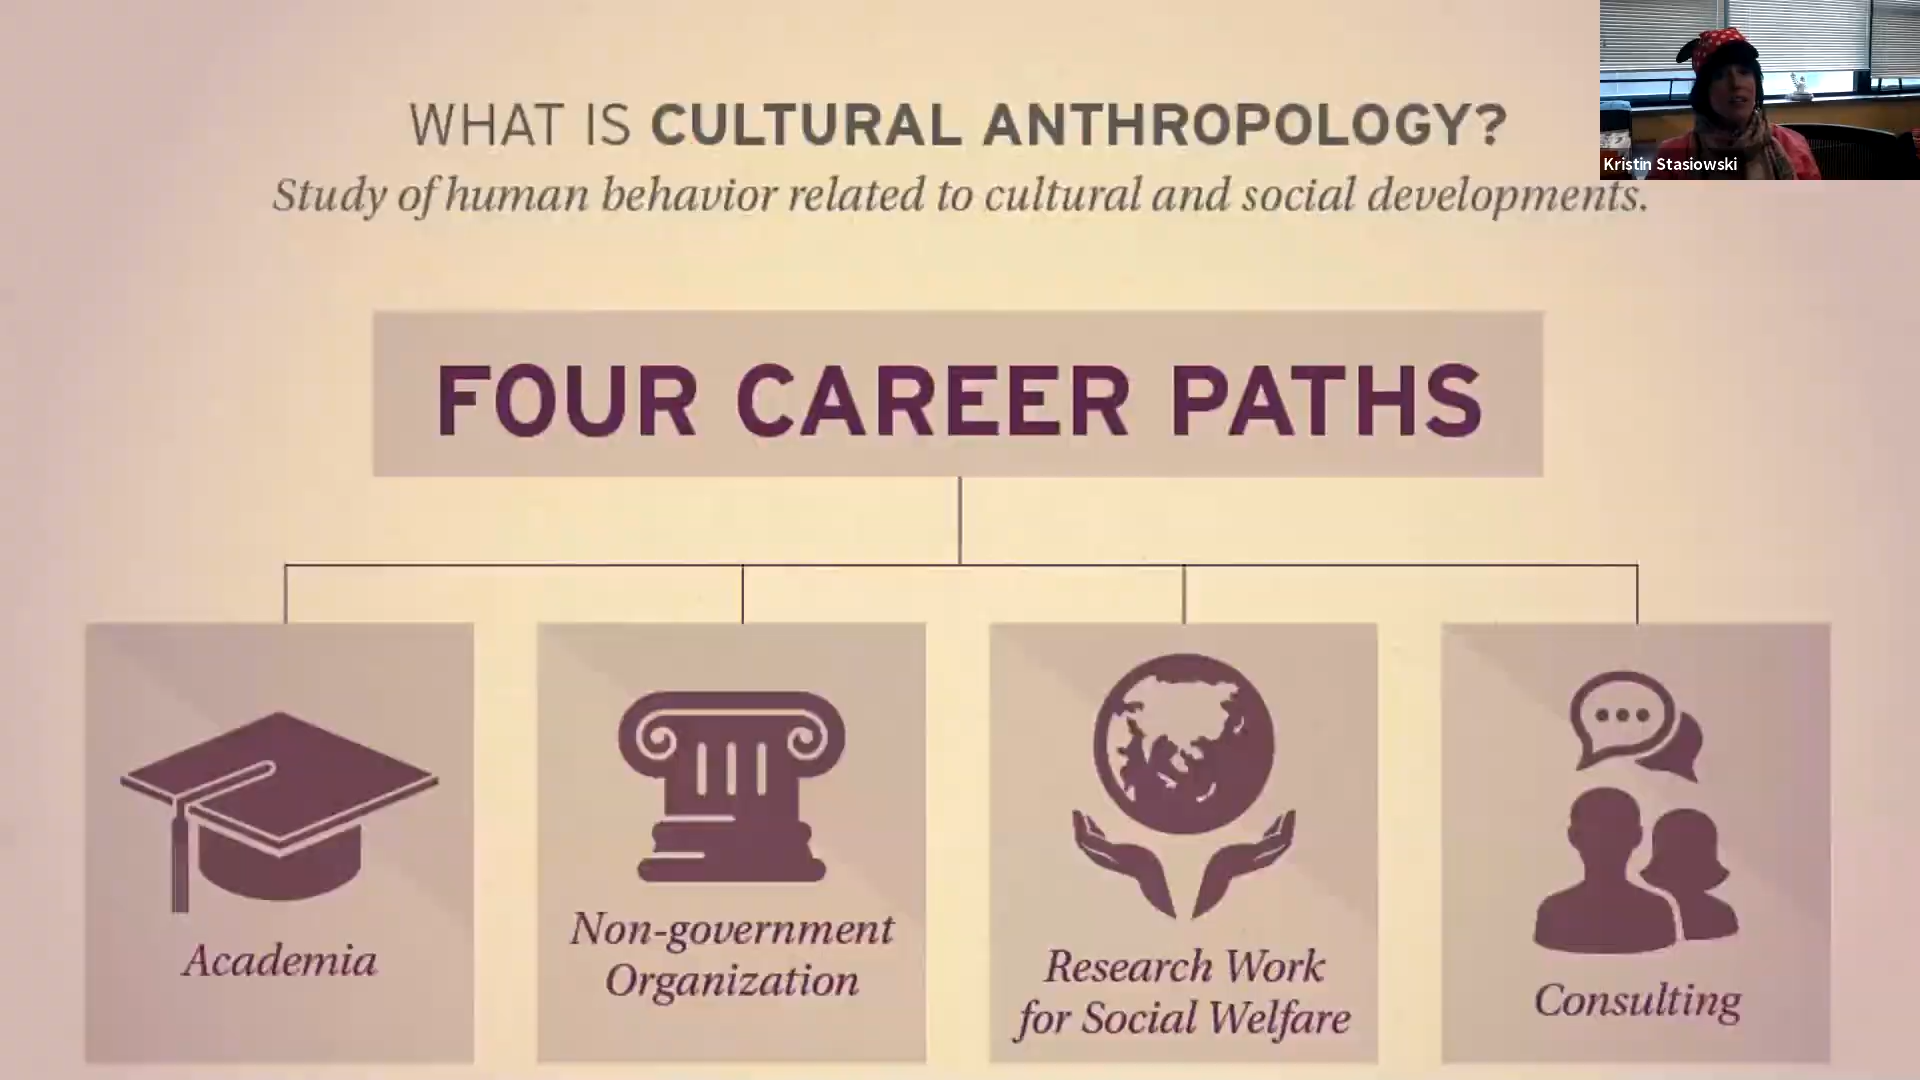 WHAT IS CULTURAL ANTHROPOLOGY?
Study of human behavior related to cultural and social developments.
Kristin Stasiowski
FOUR CAREER PATHS
Academia
Non-government
Organization
Research Work
for Social Welfare
Consulting